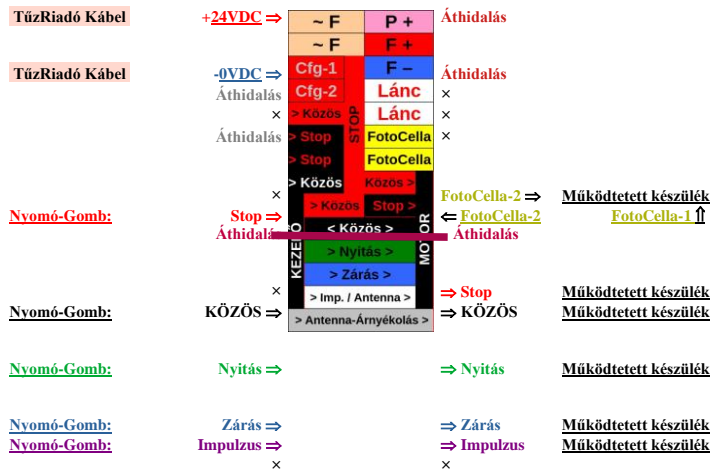 TűzRiadó Kábel +24VDC ⇒ ~ F P + Áthidalás
~ F F +
TűzRiadó Kábel -0VDC ⇒ Cfg-1 F – Áthidalás
Áthidalás Cfg-2 Lánc ×
× > Közös STOP Lánc ×
Áthidalás > Stop FotoCella ×
> Stop FotoCella
> Közös Közös >
× > Közös Stop > FotoCella-2 ⇒ Működtetett készülék
Nyomó-Gomb: Stop ⇒ ⇐ FotoCella-2 FotoCella-1 ⇑
Áthidalás < Közös > Áthidalás
KEZELŐ > Nyitás > MOTOR
> Zárás >
× > Imp. / Antenna > ⇒ Stop Működtetett készülék
Nyomó-Gomb: KÖZÖS ⇒ > Antenna-Árnyékolás > ⇒ KÖZÖS Működtetett készülék
Nyomó-Gomb: Nyitás ⇒ ⇒ Nyitás Működtetett készülék
Nyomó-Gomb: Zárás ⇒ ⇒ Zárás Működtetett készülék
Nyomó-Gomb: Impulzus ⇒ ⇒ Impulzus Működtetett készülék
× ×